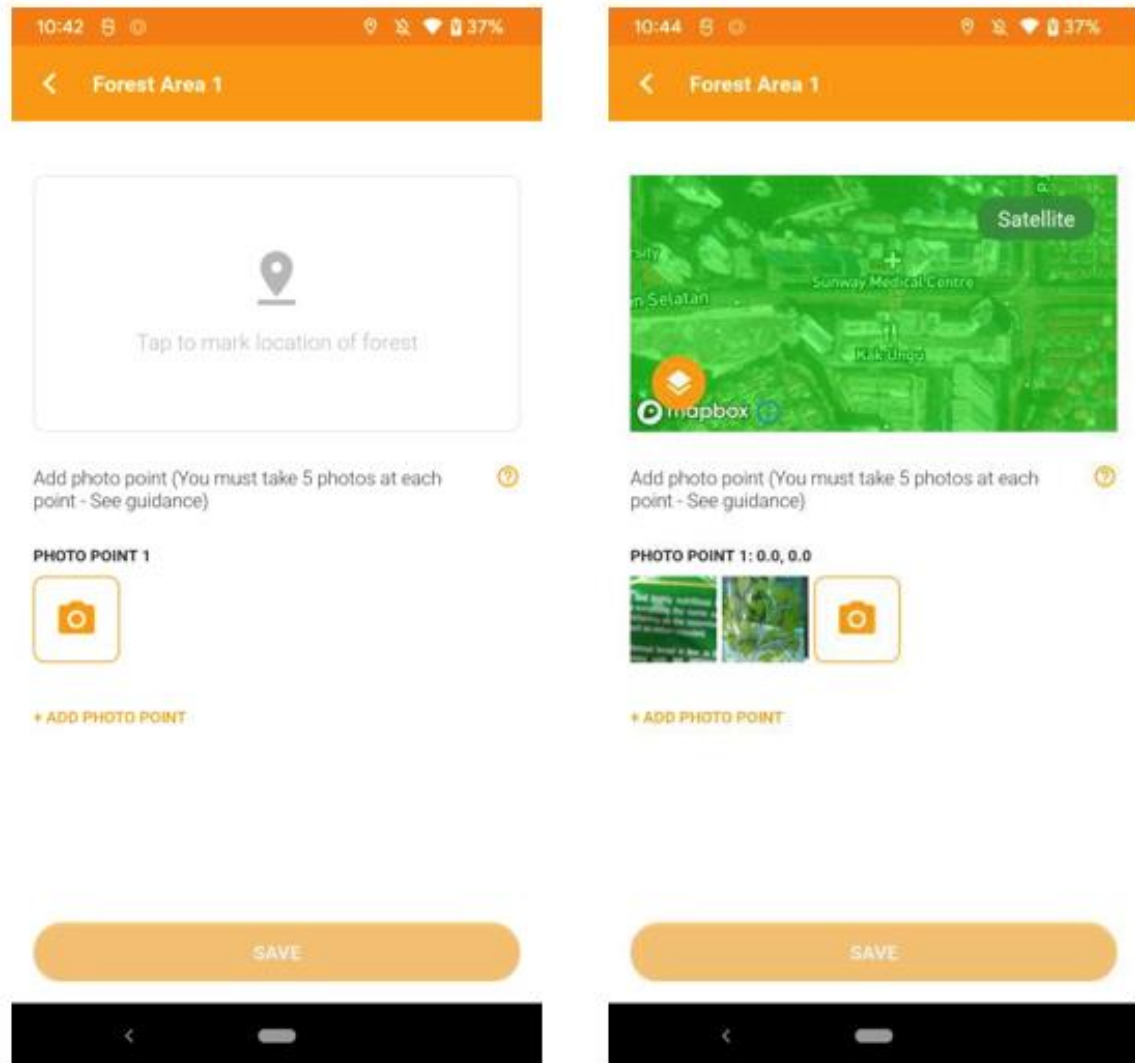 10:42
37%
Forest Area 1
Tap to mark location of forest
Add photo point (You must take 5 photos at each
point - See guidance)
PHOTO POINT 1
+ ADD PHOTO POINT
SAVE
10:44
37%
Forest Area 1
Satellite
sity
Sunway Medical Centre
n Selatan
Kak Ungu
mapbox
Add photo point (You must take 5 photos at each
point - See guidance)
PHOTO POINT 1: 0.0, 0.0
+ ADD PHOTO POINT
SAVE